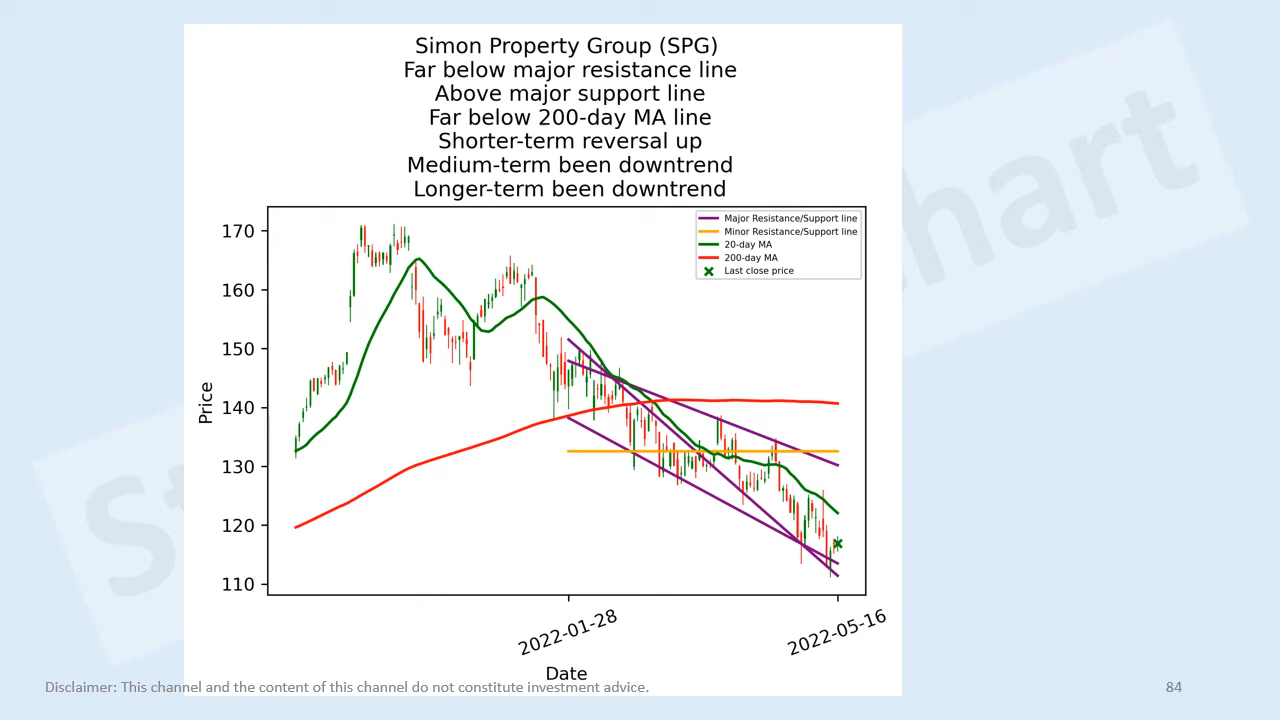 Simon Property Group (SPG)
Far below major resistance line
Above major support line
Far below 200-day MA line
Shorter-term reversal up
Medium-term been downtrend
Longer-term been downtrend
Major Resistance/Support line
Minor Resistance/Support line
20-day MA
200-day MA
Last close price
170
160
150
140
130
120
110
Price
2022-01-28
2022-05-16
Date
Disclaimer: This channel and the content of this channel do not constitute investment advice.
84